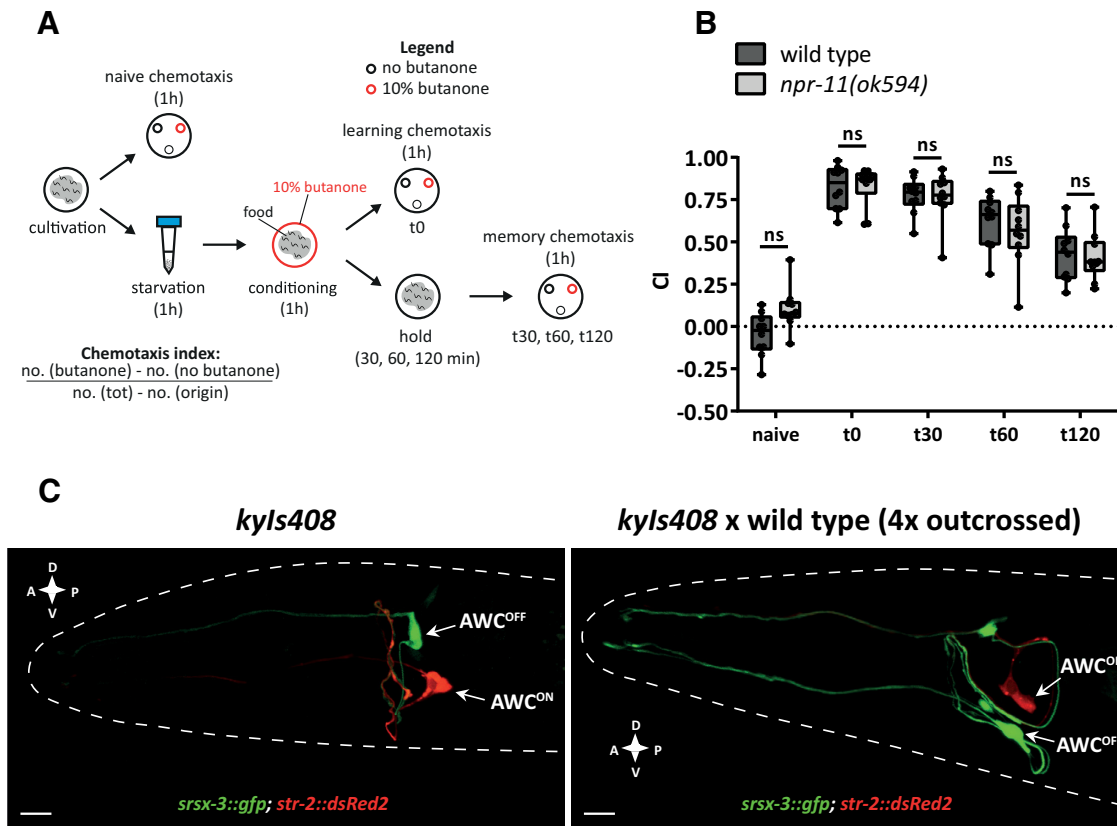 A
Legend
no butanone
10% butanone
naive chemotaxis
(1h)
learning chemotaxis
(1h)
10% butanone
food
cultivation
t0
memory chemotaxis
(1h)
starvation
(1h)
conditioning
(1h)
hold
(30, 60, 120 min)
t30, t60, t120
Chemotaxis index:
no. (butanone) - no. (no butanone)
no. (tot) - no. (origin)
B
wild type
npr-11(ok594)
ns
ns
ns
ns
ns
1.00
0.75
0.50
0.25
0.00
-0.25
-0.50
CI
naive t0 t30 t60 t120
C
kyIs408
D
A P
V
AWCOFF
AWCON
srsx-3::gfp; str-2::dsRed2
kyIs408 x wild type (4x outcrossed)
AWCON
AWCOF
D
A P
V
srsx-3::gfp; str-2::dsRed2